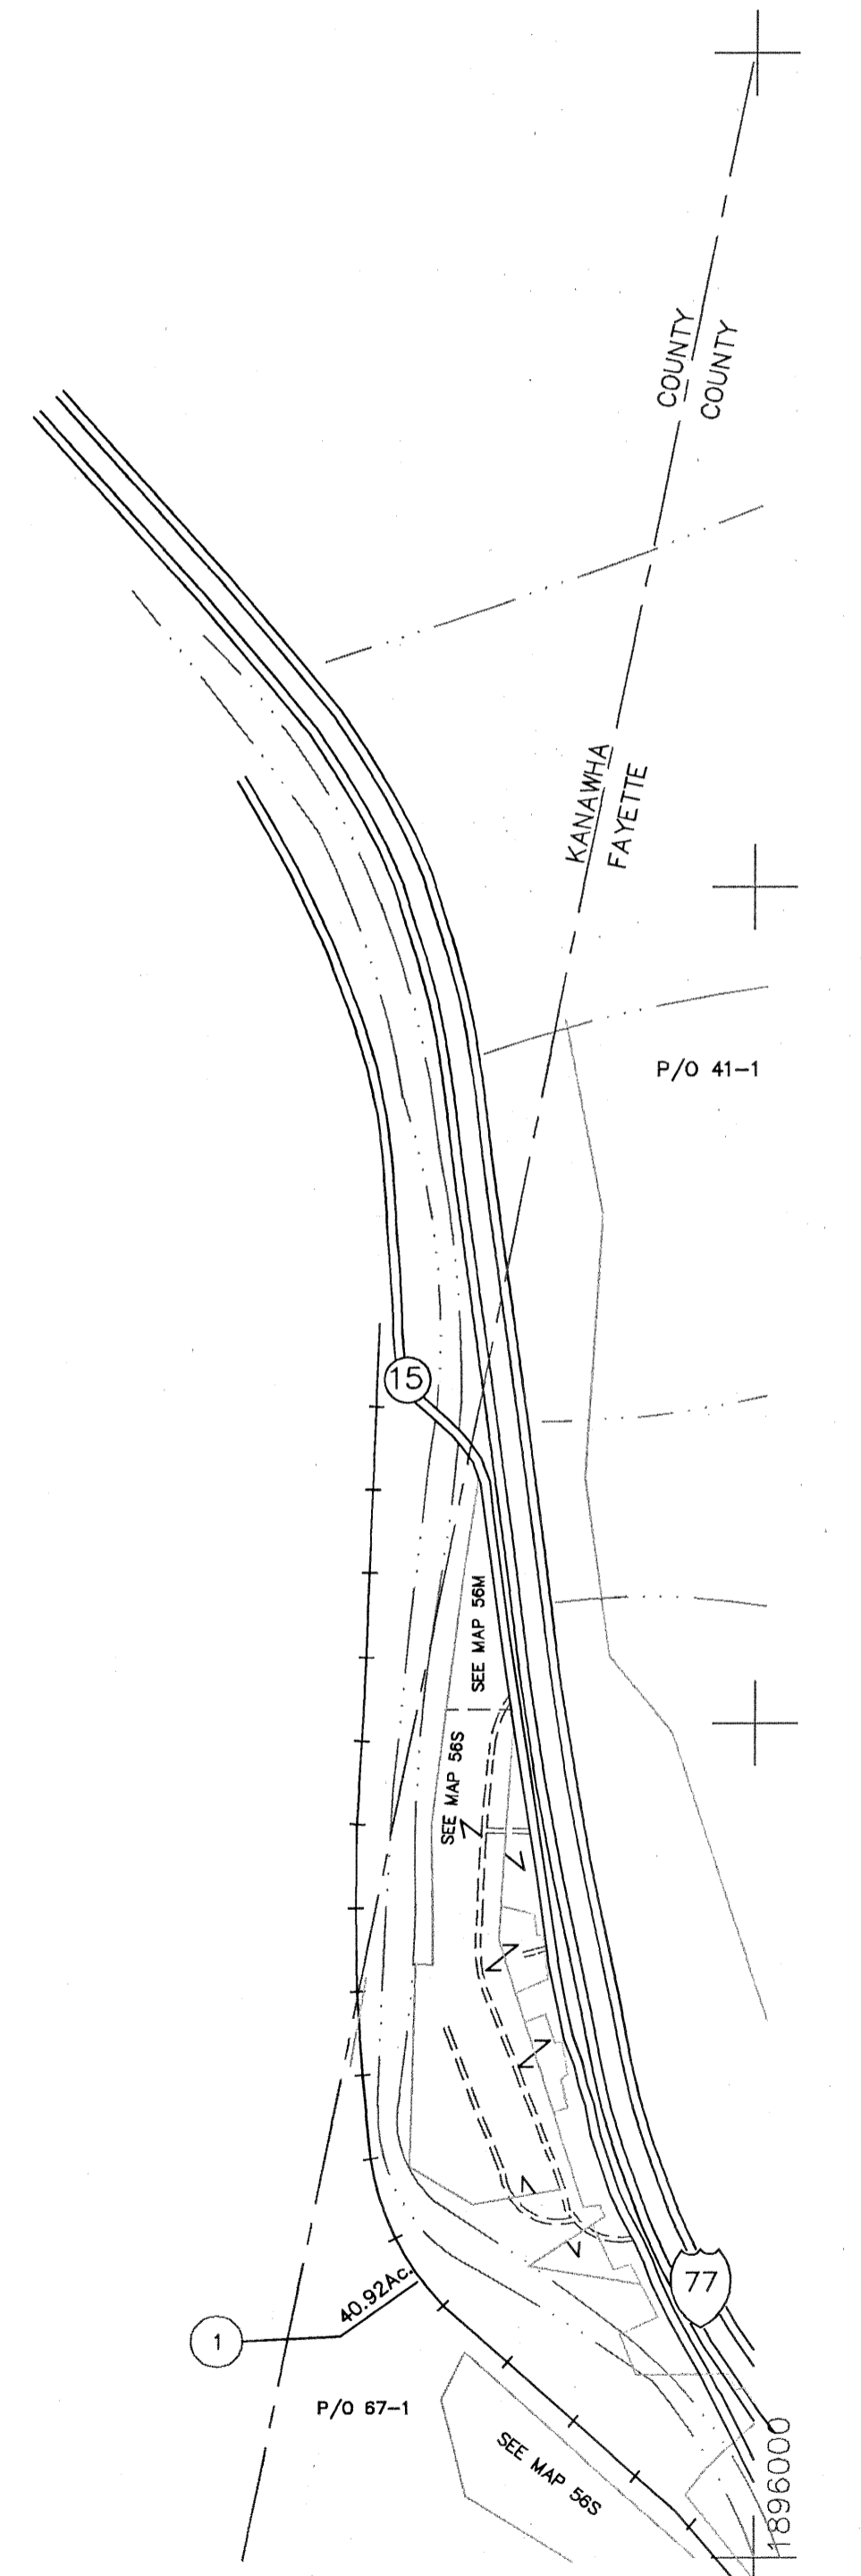 COUNTY
COUNTY
KANAWHA
FAYETTE
P/O 41-1
15
SEE MAP 56M
SEE MAP 56S
77
40.92Ac.
1
P/O 67-1
SEE MAP 56S
1896000